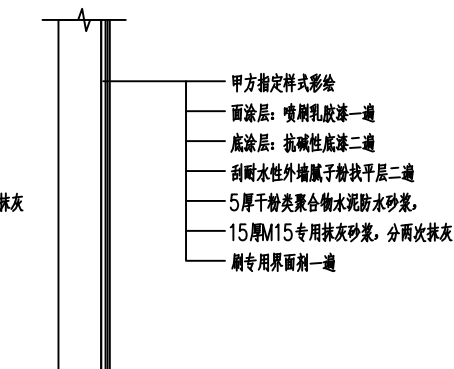 甲方指定样式彩绘
面涂层：喷刷乳胶漆一遍
底涂层：抗碱性底漆二遍
刮耐水性外墙腻子粉找平层二遍
抹灰
5厚干粉类聚合物水泥防水砂浆，
15厚M15专用抹灰砂浆，分两次抹灰
刷专用界面剂一遍